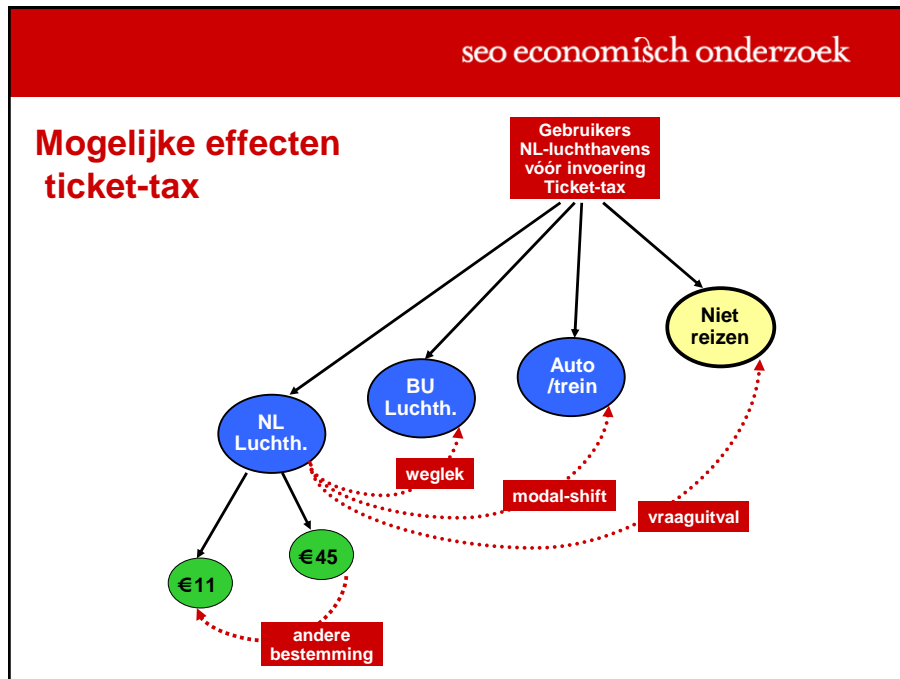 seo economisch onderzoek
Mogelijke effecten
ticket-tax
Gebruikers
NL-luchthavens
vóór invoering
Ticket-tax
Niet
reizen
Auto
/trein
BU
Luchth.
NL
Luchth.
weglek
modal-shift
vraaguitval
€45
€11
andere
bestemming